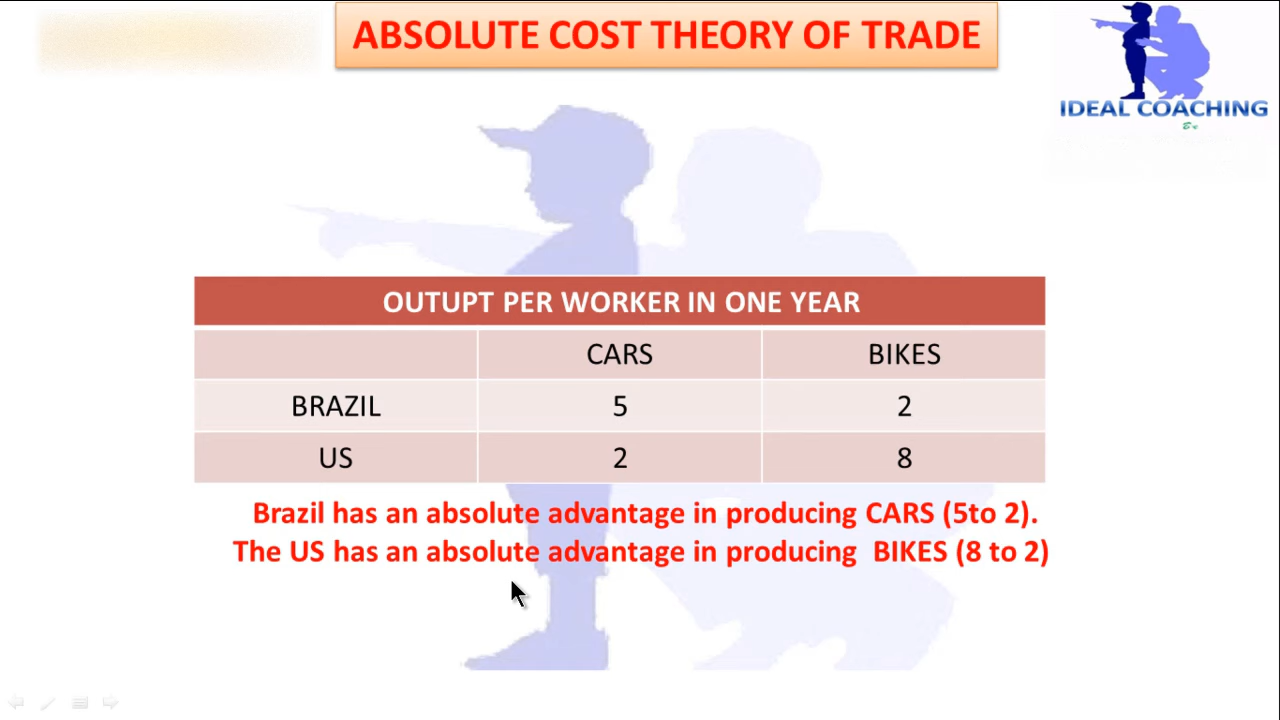 ABSOLUTE COST THEORY OF TRADE
IDEAL COACHING
By
OUTUPT PER WORKER IN ONE YEAR
CARS BIKES
BRAZIL 5 2
US 2 8
Brazil has an absolute advantage in producing CARS (5to 2).
The US has an absolute advantage in producing BIKES (8 to 2)